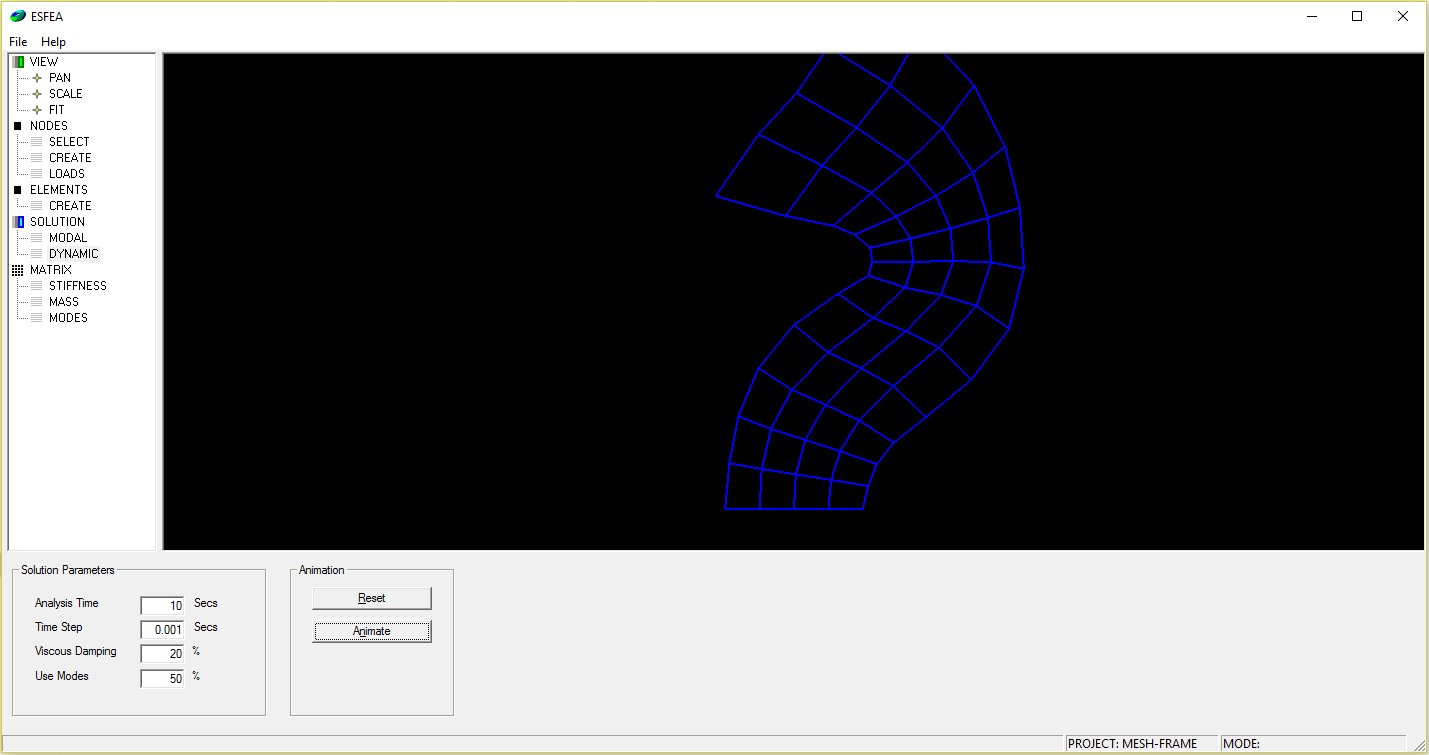 ESFEA
File Help
VIEW
PAN
SCALE
FIT
NODES
SELECT
CREATE
LOADS
ELEMENTS
CREATE
SOLUTION
MODAL
DYNAMIC
MATRIX
STIFFNESS
MASS
MODES
Solution Parameters
Analysis Time 10 Secs
Time Step 0.001 Secs
Viscous Damping 20 %
Use Modes 50 %
Animation
Reset
Animate
PROJECT: MESH-FRAME MODE: